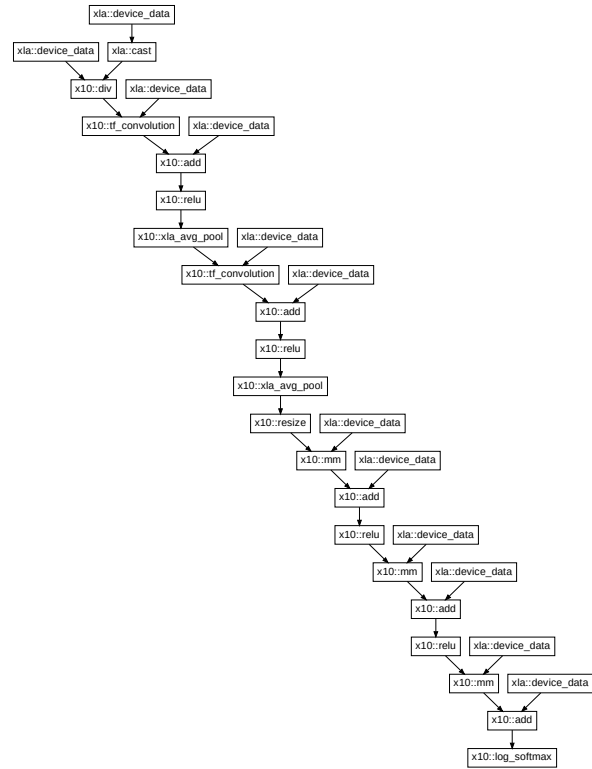 xla::device_data
xla::device_data xla::cast
x10::div xla::device_data
x10::tf_convolution xla::device_data
x10::add
x10::relu
x10::xla_avg_pool xla::device_data
x10::tf_convolution xla::device_data
x10::add
x10::relu
x10::xla_avg_pool
x10::resize xla::device_data
x10::mm xla::device_data
x10::add
x10::relu xla::device_data
x10::mm xla::device_data
x10::add
x10::relu xla::device_data
x10::mm xla::device_data
x10::add
x10::log_softmax